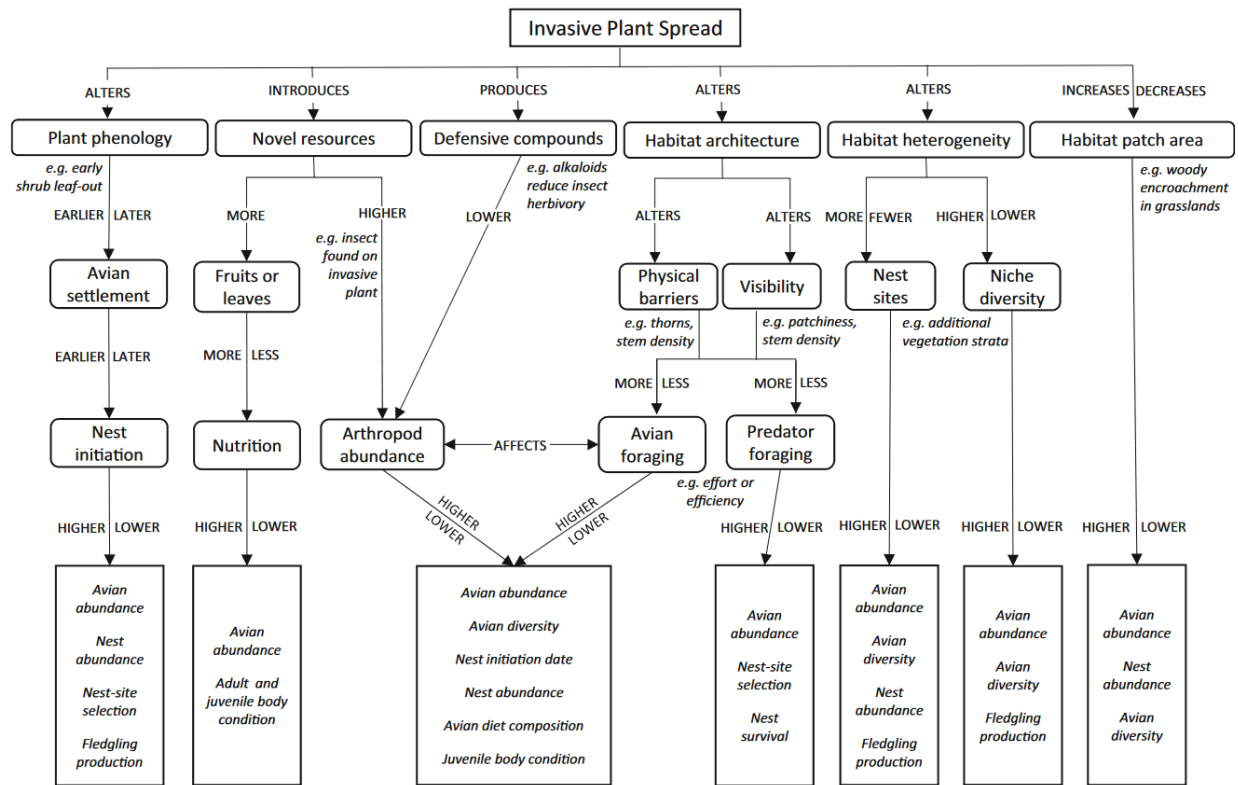 Invasive Plant Spread
ALTERS
INTRODUCES
PRODUCES
ALTERS
ALTERS
INCREASES DECREASES
Plant phenology
Novel resources
Defensive compounds
Habitat architecture
Habitat heterogeneity
Habitat patch area
e.g. early
shrub leaf-out
e.g. alkaloids
reduce insect
herbivory
e.g. woody
encroachment
in grasslands
EARLIER LATER
MORE
HIGHER
e.g. insect
found on
invasive
plant
LOWER
ALTERS
ALTERS
MORE FEWER
HIGHER LOWER
Avian
settlement
Fruits or
leaves
Physical
barriers
Visibility
Nest
sites
Niche
diversity
e.g. thorns,
stem density
e.g. patchiness,
stem density
e.g. additional
vegetation strata
EARLIER LATER
MORE LESS
MORE LESS
MORE LESS
Nest
initiation
Nutrition
Arthropod
abundance
AFFECTS
Avian
foraging
Predator
foraging
e.g. effort or
efficiency
HIGHER LOWER
HIGHER LOWER
HIGHER
LOWER
HIGHER
LOWER
HIGHER LOWER
HIGHER LOWER
HIGHER LOWER
HIGHER LOWER
Avian
abundance
Nest
abundance
Nest-site
selection
Fledgling
production
Avian
abundance
Adult and
juvenile body
condition
Avian abundance
Avian diversity
Nest initiation date
Nest abundance
Avian diet composition
Juvenile body condition
Avian
abundance
Nest-site
selection
Nest
survival
Avian
abundance
Avian
diversity
Nest
abundance
Fledgling
production
Avian
abundance
Avian
diversity
Fledgling
production
Avian
abundance
Nest
abundance
Avian
diversity